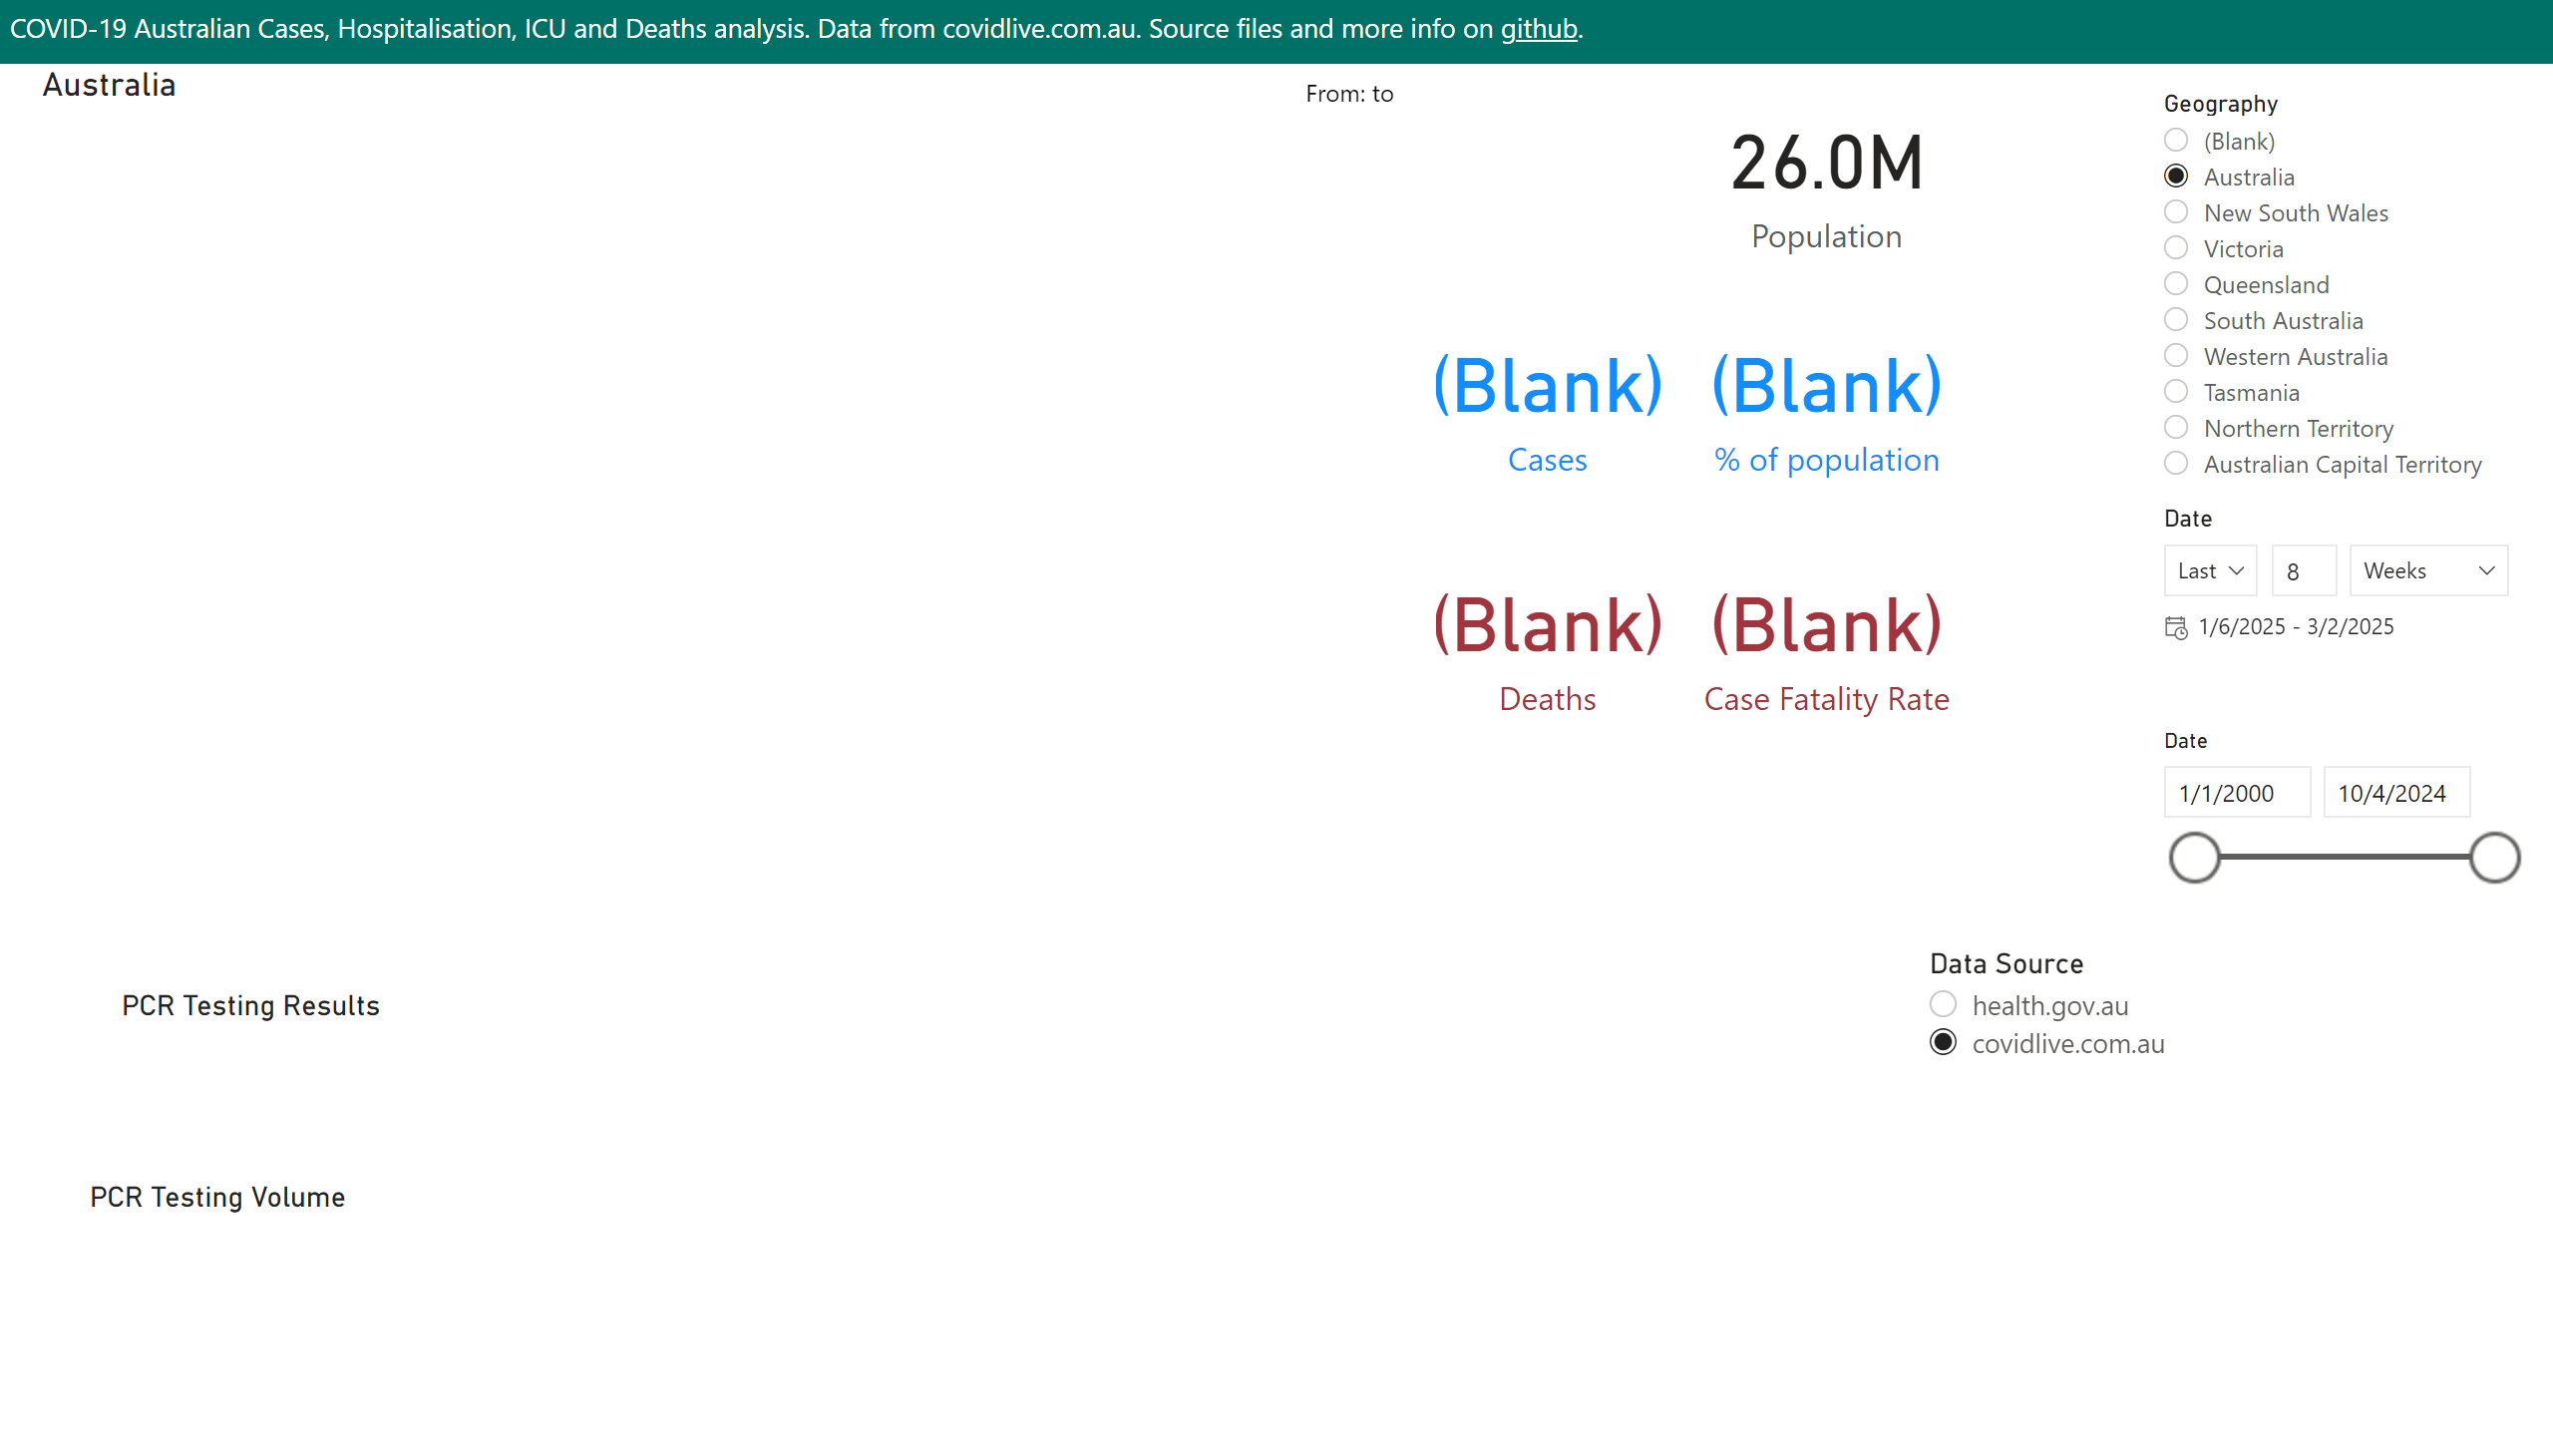 COVID-19 Australian Cases, Hospitalisation, ICU and Deaths analysis. Data from covidlive.com.au. Source files and more info on github.
Australia
From: to
26.0M
Population
(Blank) (Blank)
Cases % of population
(Blank) (Blank)
Deaths Case Fatality Rate
Geography
(Blank)
Australia
New South Wales
Victoria
Queensland
South Australia
Western Australia
Tasmania
Northern Territory
Australian Capital Territory
Date
Last 8 Weeks
1/6/2025 - 3/2/2025
Date
1/1/2000 10/4/2024
Data Source
health.gov.au
covidlive.com.au
PCR Testing Results
PCR Testing Volume